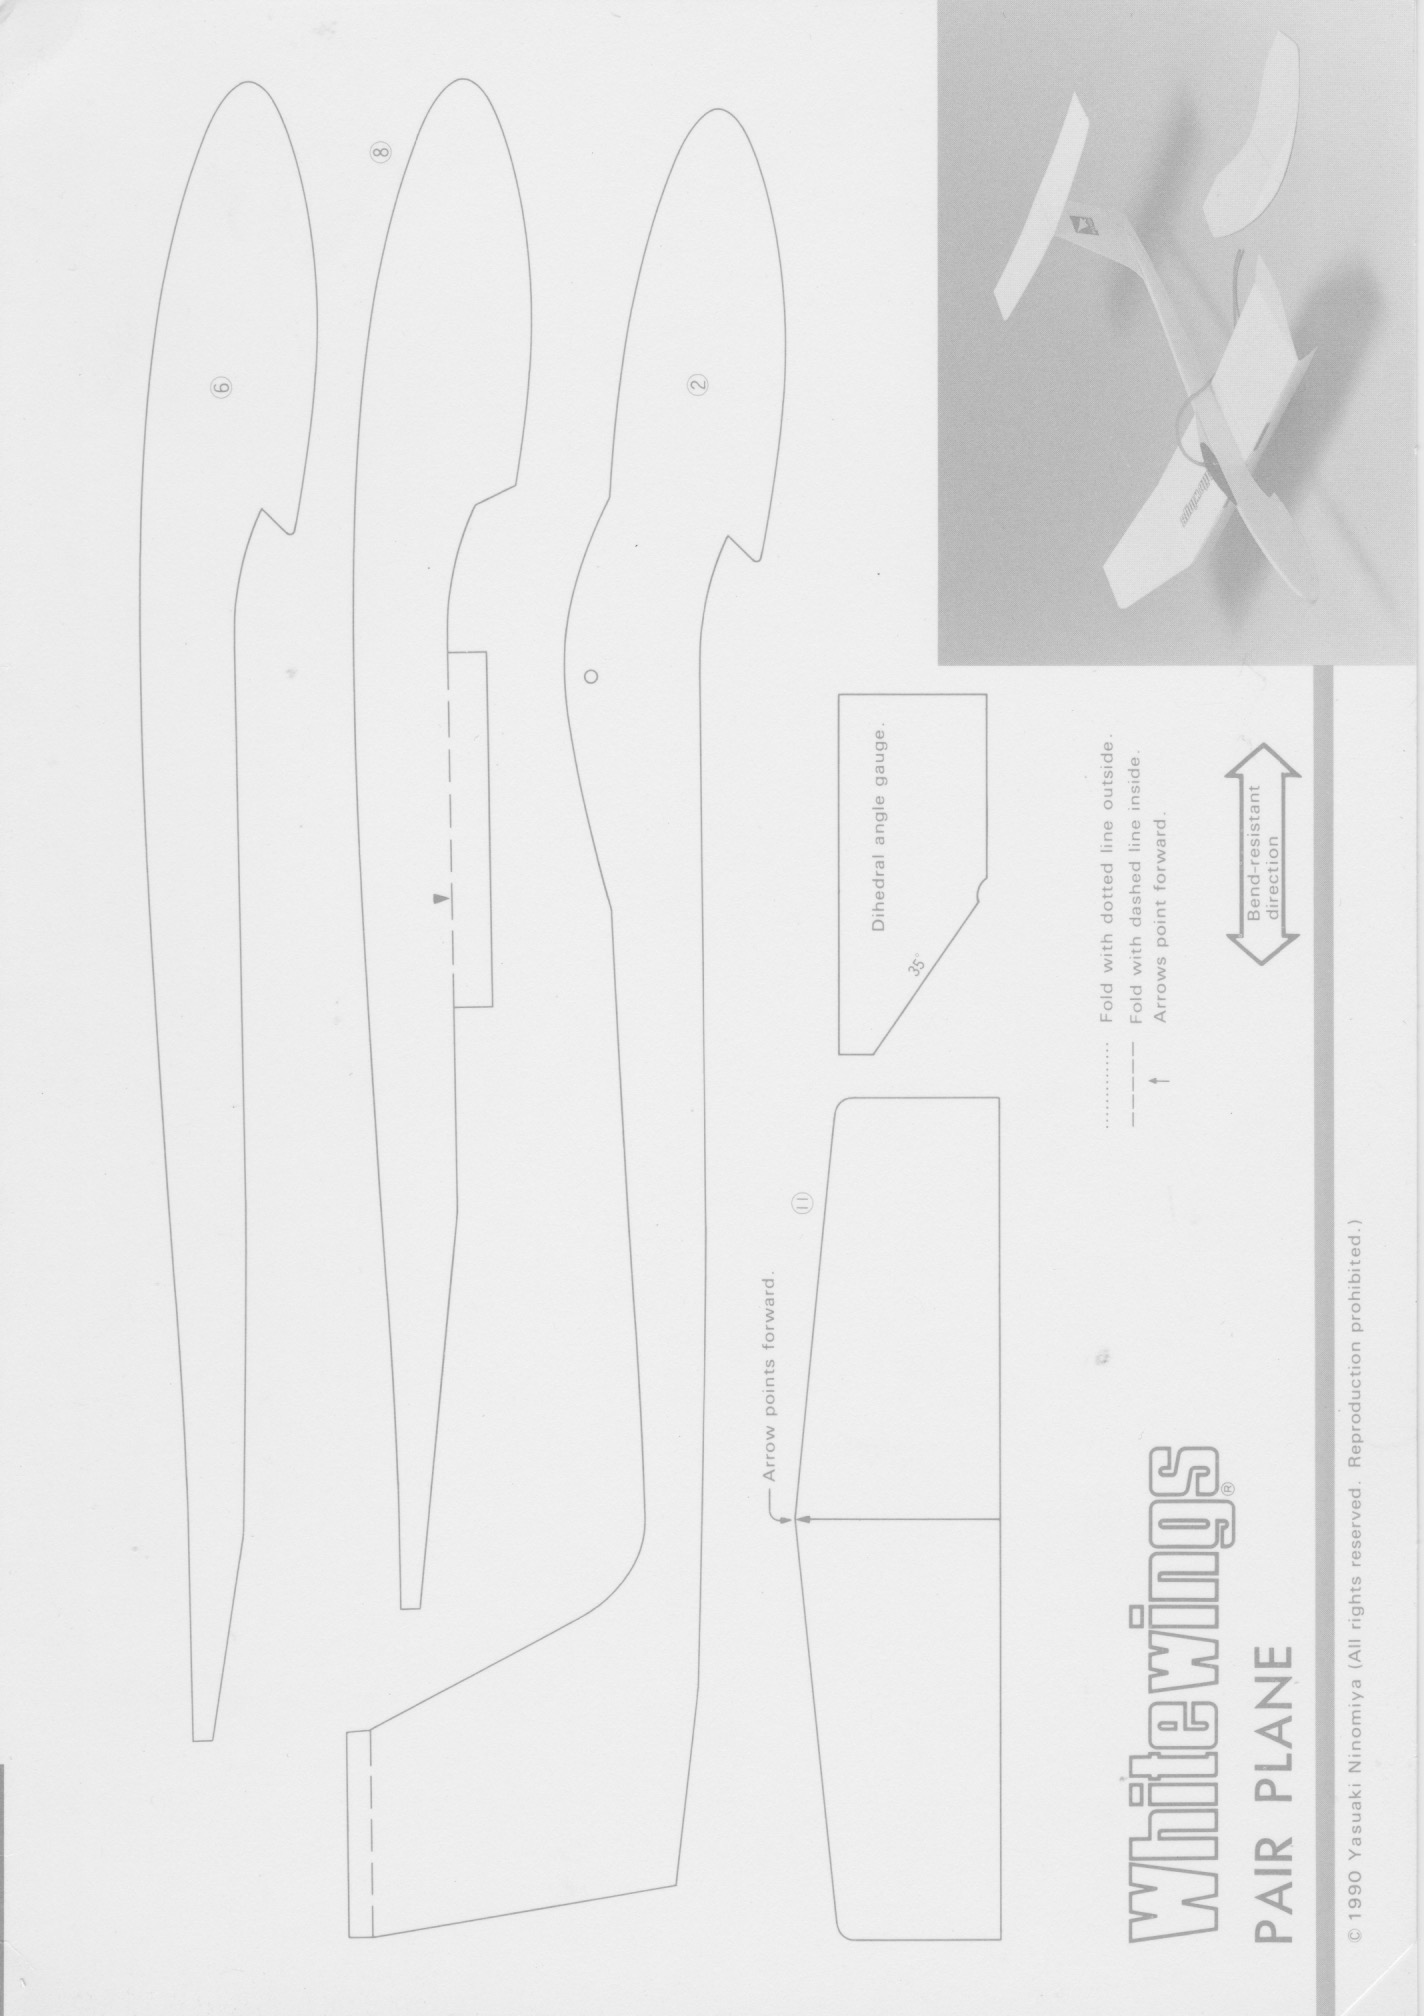 ⑥
⑧
②
Arrow points forward.
⑪
Dihedral angle gauge.
35°
Fold with dotted line outside.
Fold with dashed line inside.
Arrows point forward.
Bend-resistant
direction
Whitewings®
PAIR PLANE
© 1990 Yasuaki Ninomiya (All rights reserved. Reproduction prohibited.)